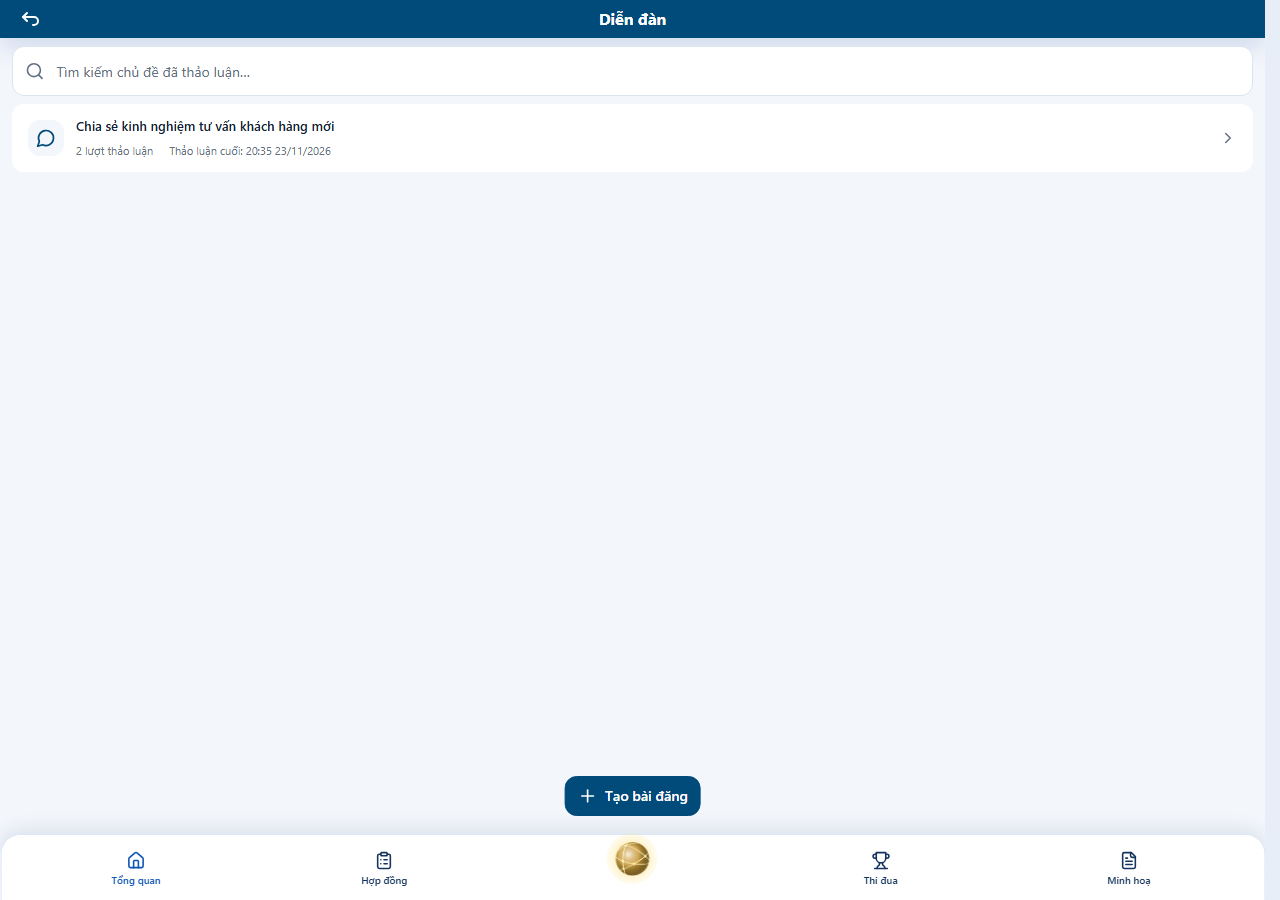 Diễn đàn
Tìm kiếm chủ đề đã thảo luận...
Chia sẻ kinh nghiệm tư vấn khách hàng mới
2 lượt thảo luận Thảo luận cuối: 20:35 23/11/2026
Tạo bài đăng
Tổng quan
Hợp đồng
Thi đua
Minh hoạ